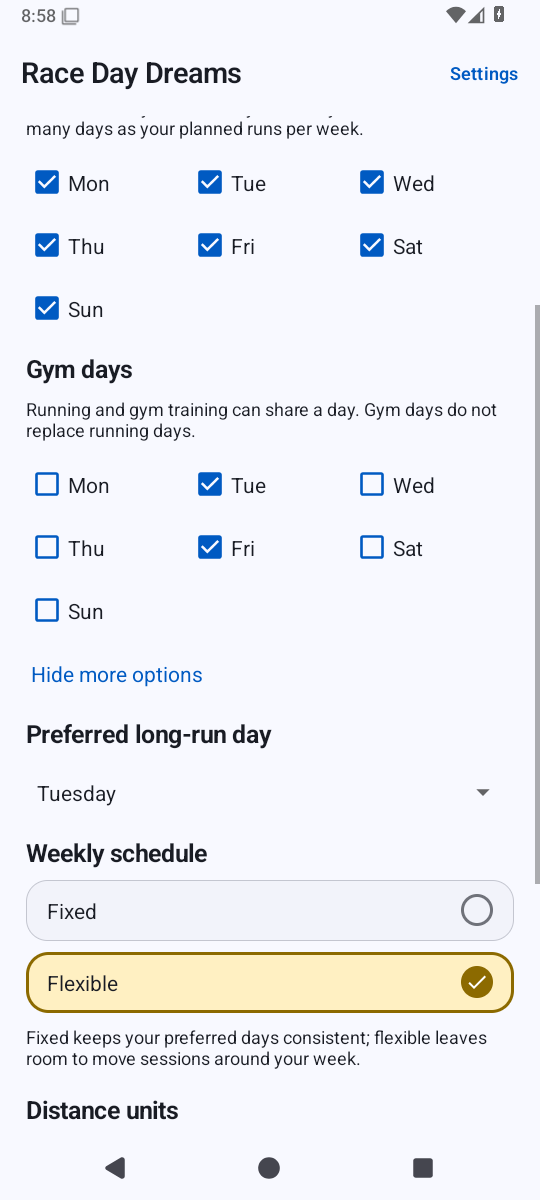 8:58
Race Day Dreams
Settings
many days as your planned runs per week.
Mon Tue Wed
Thu Fri Sat
Sun
Gym days
Running and gym training can share a day. Gym days do not
replace running days.
Mon Tue Wed
Thu Fri Sat
Sun
Hide more options
Preferred long-run day
Tuesday
Weekly schedule
Fixed
Flexible
Fixed keeps your preferred days consistent; flexible leaves
room to move sessions around your week.
Distance units